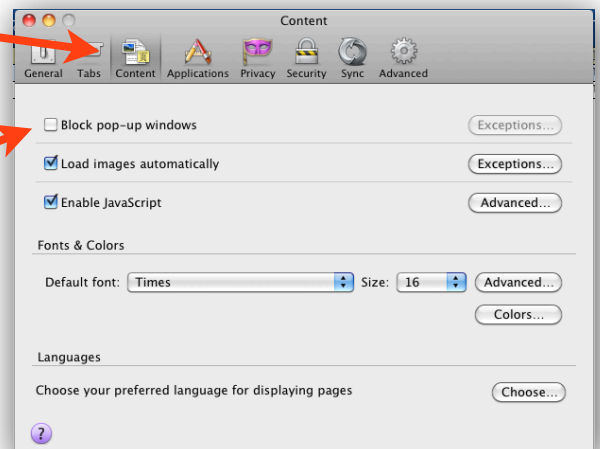 Content
General Tabs Content Applications Privacy Security Sync Advanced
Block pop-up windows Exceptions...
Load images automatically Exceptions...
Enable JavaScript Advanced...
Fonts & Colors
Default font: Times Size: 16 Advanced...
Colors...
Languages
Choose your preferred language for displaying pages Choose...
?